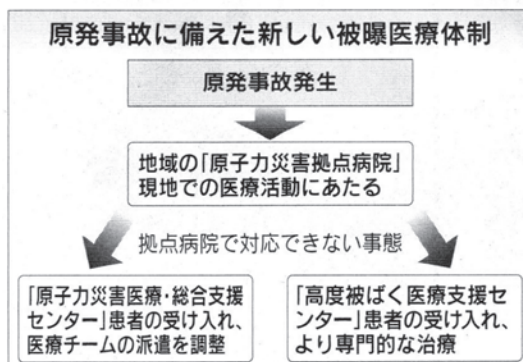 原発事故に備えた新しい被曝医療体制
原発事故発生
地域の「原子力災害拠点病院」
現地での医療活動にあたる
拠点病院で対応できない事態
「原子力災害医療・総合支援
センター」患者の受け入れ、
医療チームの派遣を調整
「高度被ばく医療支援セ
ンター」患者の受け入れ、
より専門的な治療